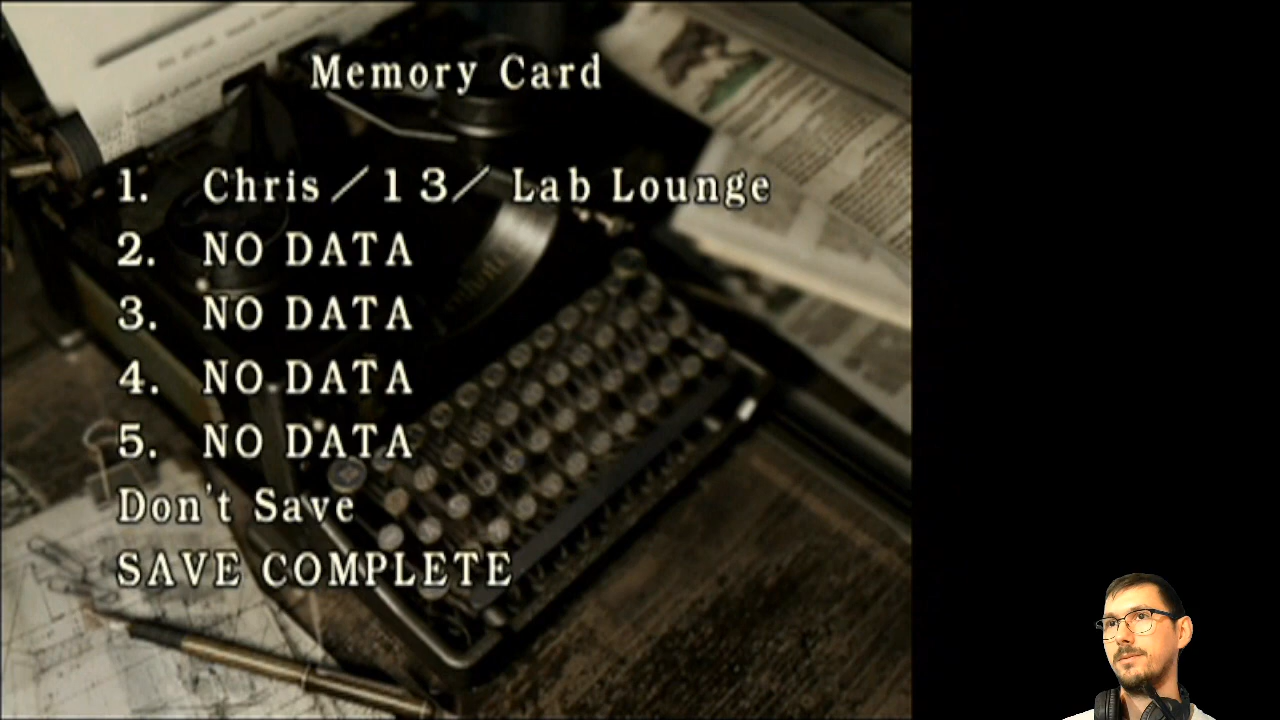 Memory Card
1. Chris／13／Lab Lounge
2. NO DATA
3. NO DATA
4. NO DATA
5. NO DATA
Don't Save
SAVE COMPLETE